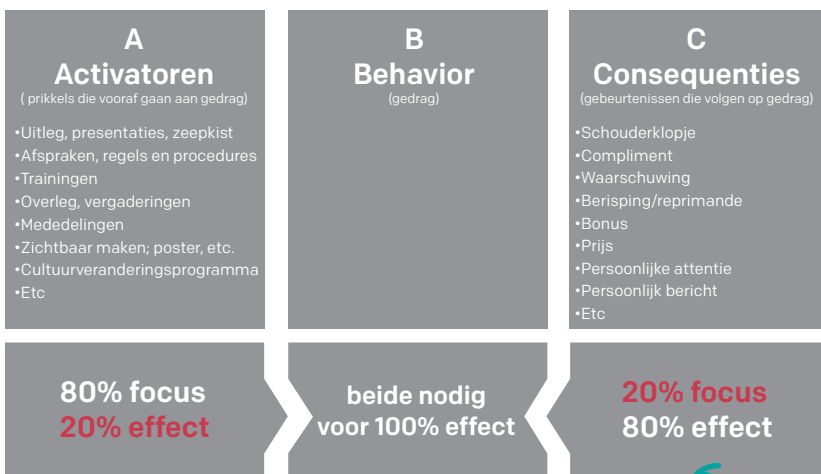 A
Activatoren
( prikkels die vooraf gaan aan gedrag)
•Uitleg, presentaties, zeepkist
•Afspraken, regels en procedures
•Trainingen
•Overleg, vergaderingen
•Mededelingen
•Zichtbaar maken; poster, etc.
•Cultuurveranderingsprogramma
•Etc
B
Behavior
(gedrag)
C
Consequenties
(gebeurtenissen die volgen op gedrag)
•Schouderklopje
•Compliment
•Waarschuwing
•Berisping/reprimande
•Bonus
•Prijs
•Persoonlijke attentie
•Persoonlijk bericht
•Etc
80% focus
20% effect
beide nodig
voor 100% effect
20% focus
80% effect